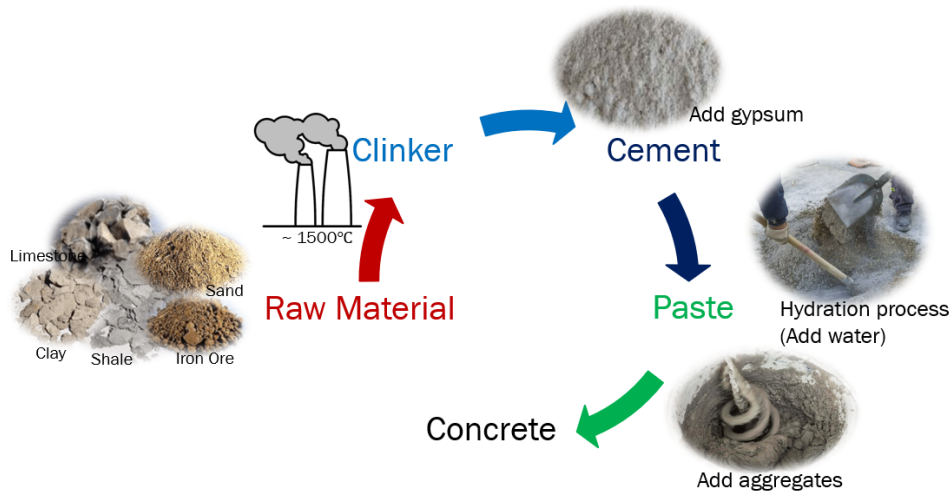 Limestone
Sand
Clay
Shale
Iron Ore
Raw Material
~ 1500℃
Clinker
Add gypsum
Cement
Paste
Hydration process
(Add water)
Concrete
Add aggregates